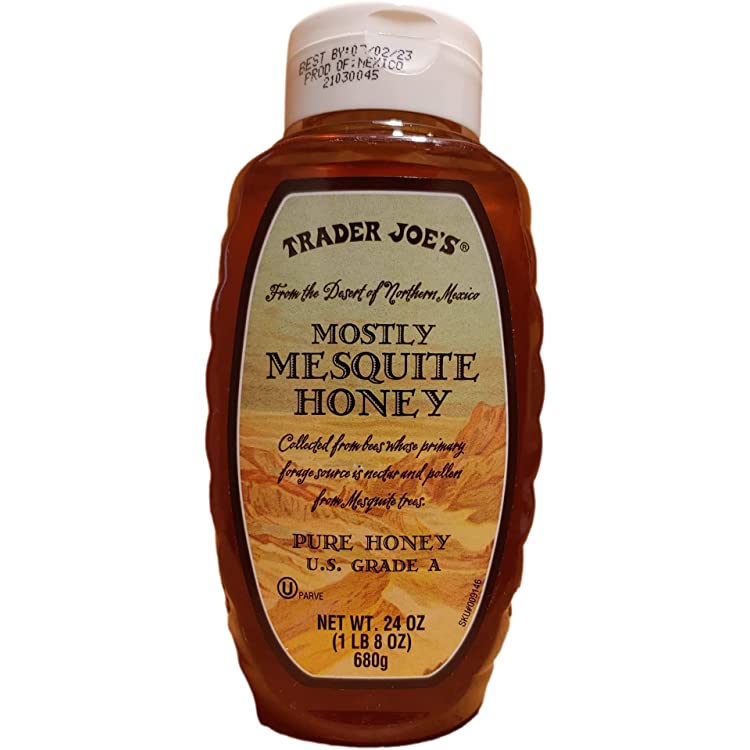 BEST BY:07/02/23
PROD OF:MEXICO
21030045
TRADER JOE'S®
From the Desert of Northern Mexico
MOSTLY
MESQUITE
HONEY
Collected from bees whose primary
forage source is nectar and pollen
from Mesquite trees.
PURE HONEY
U.S. GRADE A
U PARVE
SKU#009146
NET WT. 24 OZ
(1 LB 8 OZ)
680g